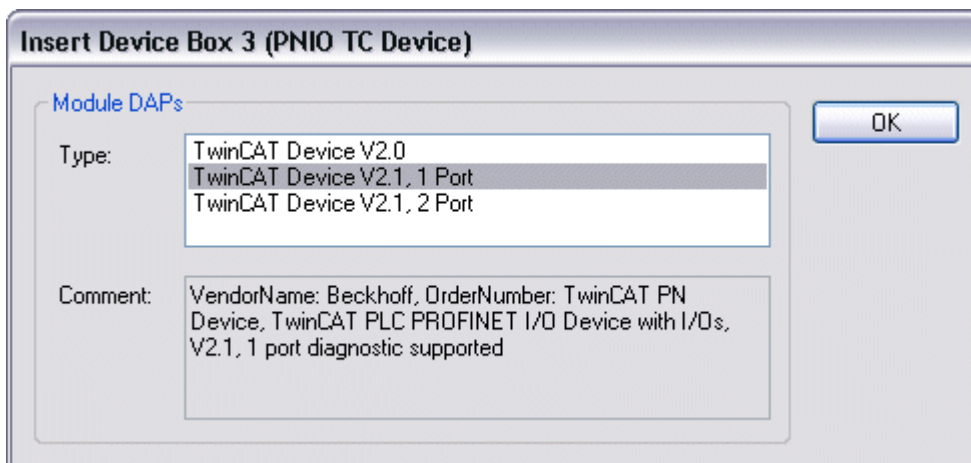 Insert Device Box 3 (PNIO TC Device)
Module DAPs
OK
Type:
TwinCAT Device V2.0
TwinCAT Device V2.1, 1 Port
TwinCAT Device V2.1, 2 Port
Comment:
VendorName: Beckhoff, OrderNumber: TwinCAT PN
Device, TwinCAT PLC PROFINET I/O Device with I/Os,
V2.1, 1 port diagnostic supported